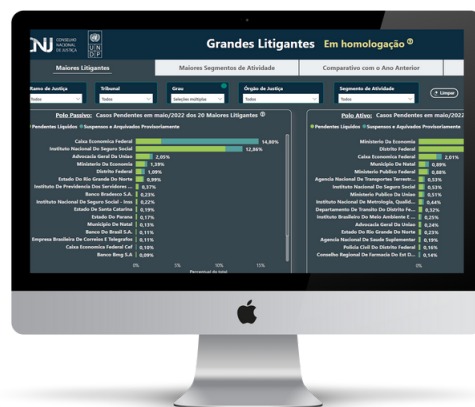 CNJ CONSELHO NACIONAL DE JUSTIÇA
U N
D P
Grandes Litigantes Em homologação
Maiores Litigantes
Maiores Segmentos de Atividade
Comparativo com o Ano Anterior
Ramo de Justiça
Tribunal
Grau
Órgão de Justiça
Segmento de Atividade
Todos
Todos
Seleções múltiplas
Todos
Todos
Limpar
Polo Passivo: Casos Pendentes em maio/2022 dos 20 Maiores Litigantes
Pendentes Líquidos Suspensos e Arquivados Provisoriamente
Caixa Economica Federal 14,80%
Instituto Nacional Do Seguro Social 12,86%
Advocacia Geral Da Uniao 2,05%
Ministerio Da Economia 1,39%
Distrito Federal 1,09%
Estado Do Rio Grande Do Norte 0,99%
Instituto De Previdencia Dos Servidores ... 0,37%
Banco Bradesco S.A. 0,23%
Instituto Nacional De Seguro Social - Inss 0,22%
Estado De Santa Catarina 0,19%
Estado Do Parana 0,17%
Municipio De Natal 0,13%
Banco Do Brasil S.A. 0,11%
Empresa Brasileira De Correios E Telegrafos 0,11%
Caixa Economica Federal Cef 0,10%
Banco Bmg S.A 0,09%
0% 5% 10% 15%
Percentual do total
Polo Ativo: Casos Pendentes em maio/2022
Pendentes Líquidos Suspensos e Arquivados Pr
Ministerio Da Economia
Distrito Federal
Caixa Economica Federal 2,01%
Municipio De Natal 0,89%
Ministerio Publico Federal 0,88%
Agencia Nacional De Transportes Terrestr... 0,53%
Instituto Nacional Do Seguro Social 0,53%
Ministerio Publico Da Uniao 0,51%
Instituto Nacional De Metrologia, Qualid... 0,44%
Departamento De Transito Do Distrito Fe... 0,32%
Instituto Brasileiro Do Meio Ambiente E ... 0,25%
Advocacia Geral Da Uniao 0,24%
Estado Do Rio Grande Do Norte 0,23%
Agencia Nacional De Saude Suplementar 0,19%
Policia Civil Do Distrito Federal 0,16%
Conselho Regional De Farmacia Do Est D... 0,14%
0%